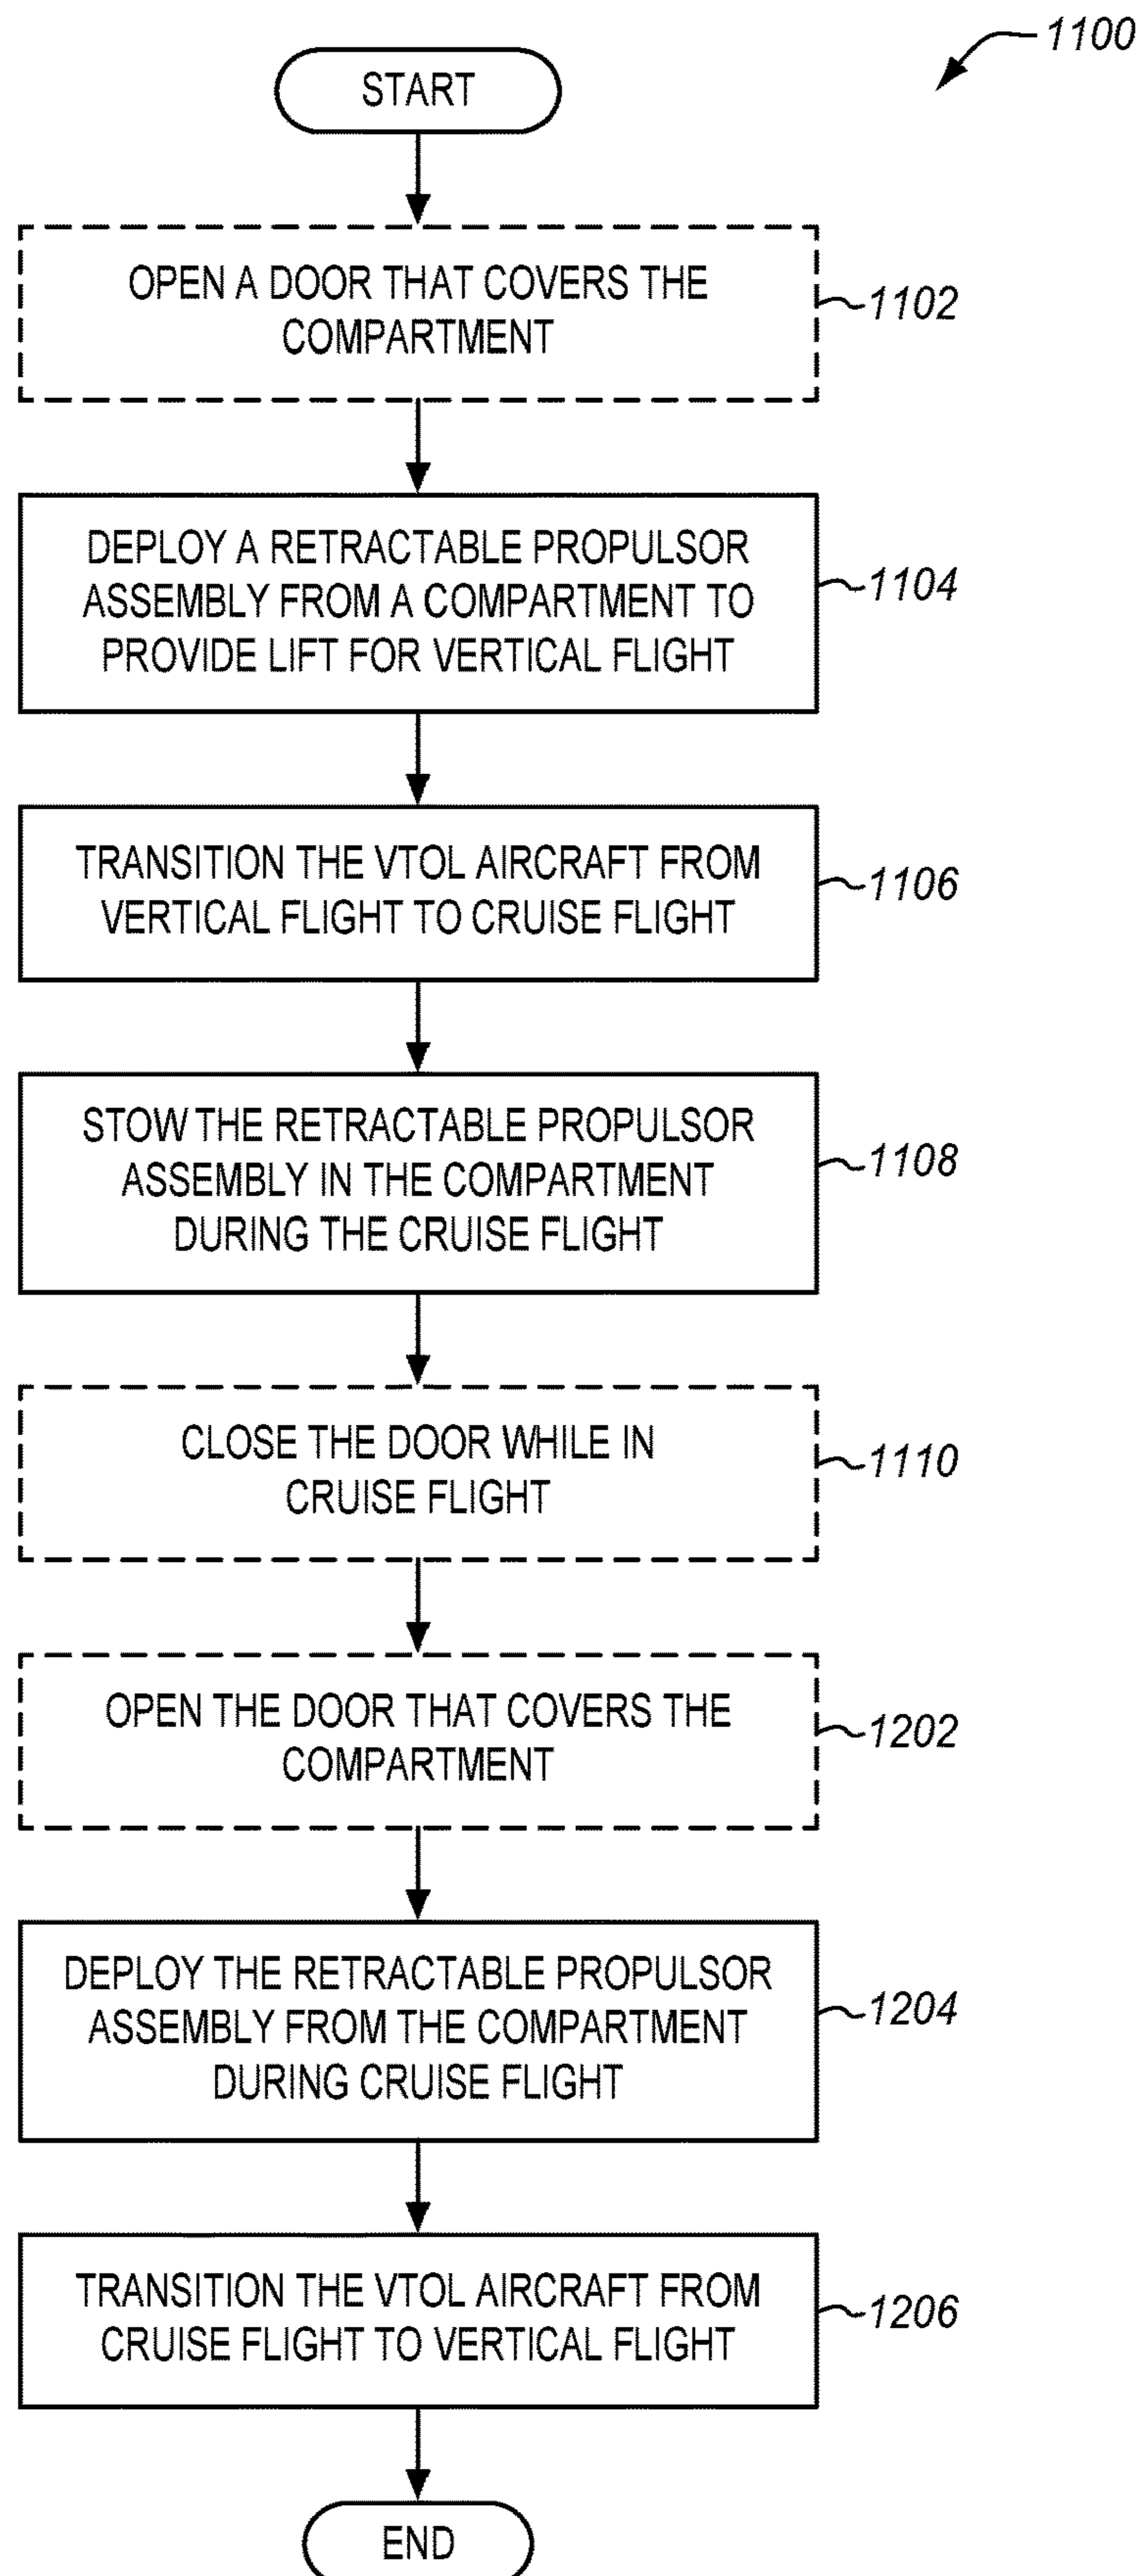 1100
START
OPEN A DOOR THAT COVERS THE
COMPARTMENT
1102
DEPLOY A RETRACTABLE PROPULSOR
ASSEMBLY FROM A COMPARTMENT TO
PROVIDE LIFT FOR VERTICAL FLIGHT
1104
TRANSITION THE VTOL AIRCRAFT FROM
VERTICAL FLIGHT TO CRUISE FLIGHT
1106
STOW THE RETRACTABLE PROPULSOR
ASSEMBLY IN THE COMPARTMENT
DURING THE CRUISE FLIGHT
1108
CLOSE THE DOOR WHILE IN
CRUISE FLIGHT
1110
OPEN THE DOOR THAT COVERS THE
COMPARTMENT
1202
DEPLOY THE RETRACTABLE PROPULSOR
ASSEMBLY FROM THE COMPARTMENT
DURING CRUISE FLIGHT
1204
TRANSITION THE VTOL AIRCRAFT FROM
CRUISE FLIGHT TO VERTICAL FLIGHT
1206
END